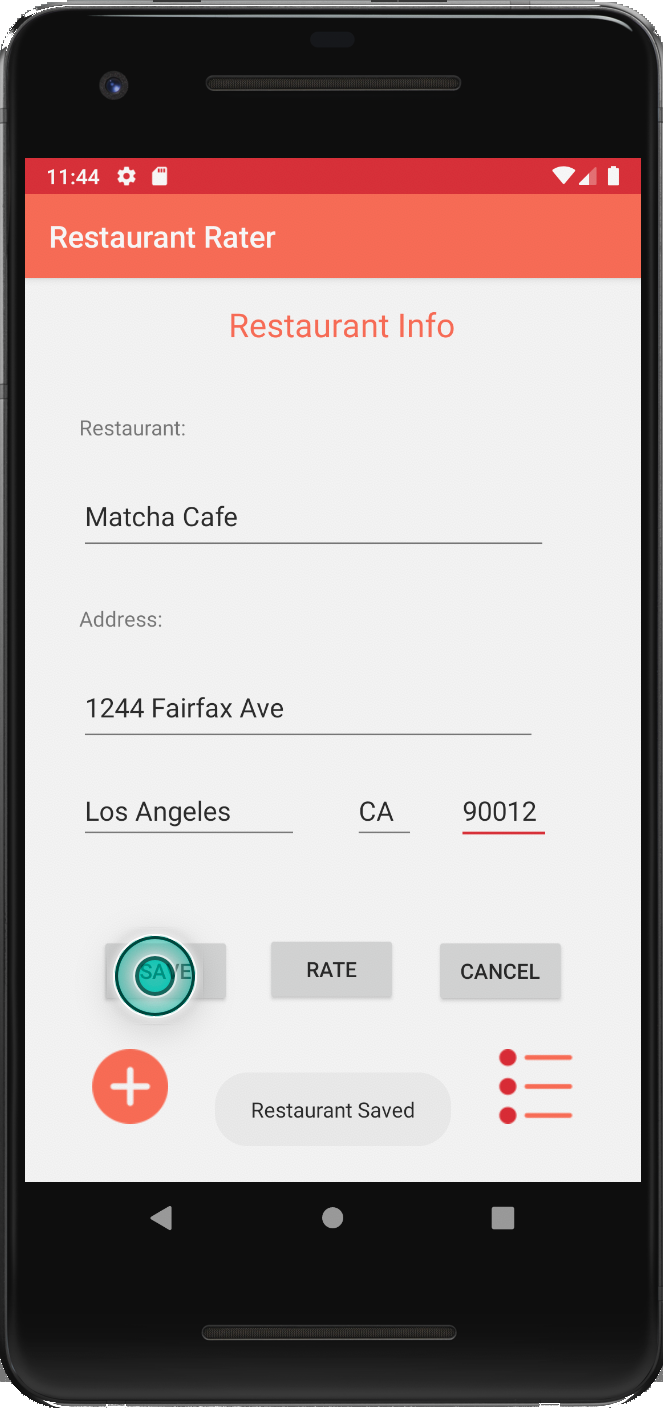 11:44
Restaurant Rater
Restaurant Info
Restaurant:
Matcha Cafe
Address:
1244 Fairfax Ave
Los Angeles CA 90012
SAVE RATE CANCEL
Restaurant Saved